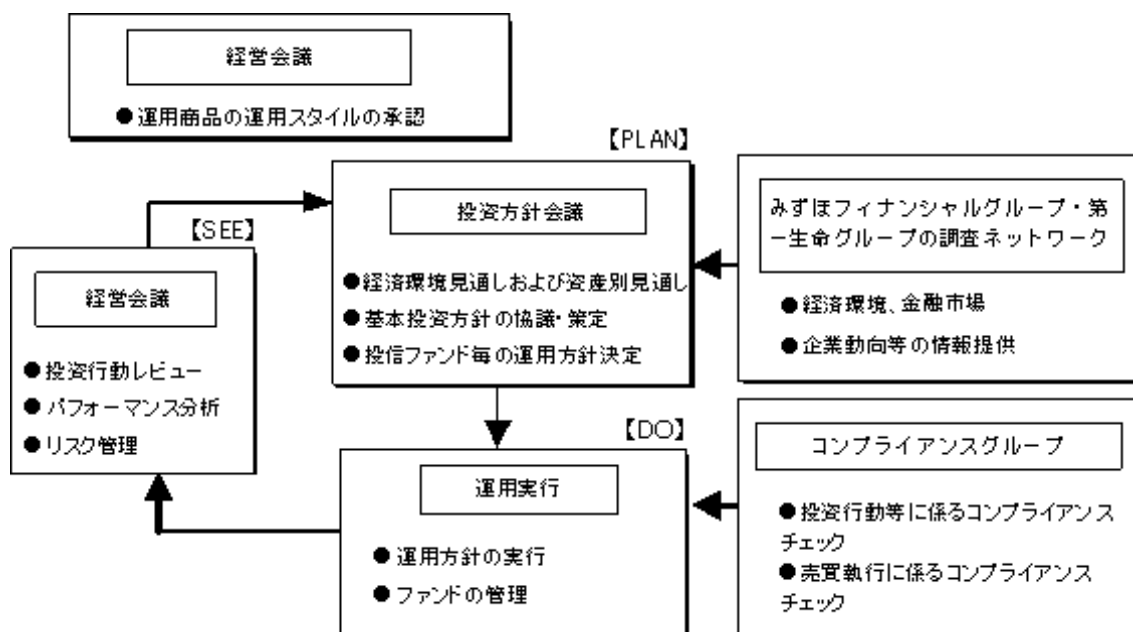 経営会議
●運用商品の運用スタイルの承認
【PLAN】
投資方針会議
●経済環境見通しおよび資産別見通し
●基本投資方針の協議・策定
●投信ファンド毎の運用方針決定
みずほフィナンシャルグループ・第
一生命グループの調査ネットワーク
●経済環境、金融市場
●企業動向等の情報提供
【SEE】
経営会議
●投資行動レビュー
●パフォーマンス分析
●リスク管理
【DO】
運用実行
●運用方針の実行
●ファンドの管理
コンプライアンスグループ
●投資行動等に係るコンプライアンス
チェック
●売買執行に係るコンプライアンス
チェック